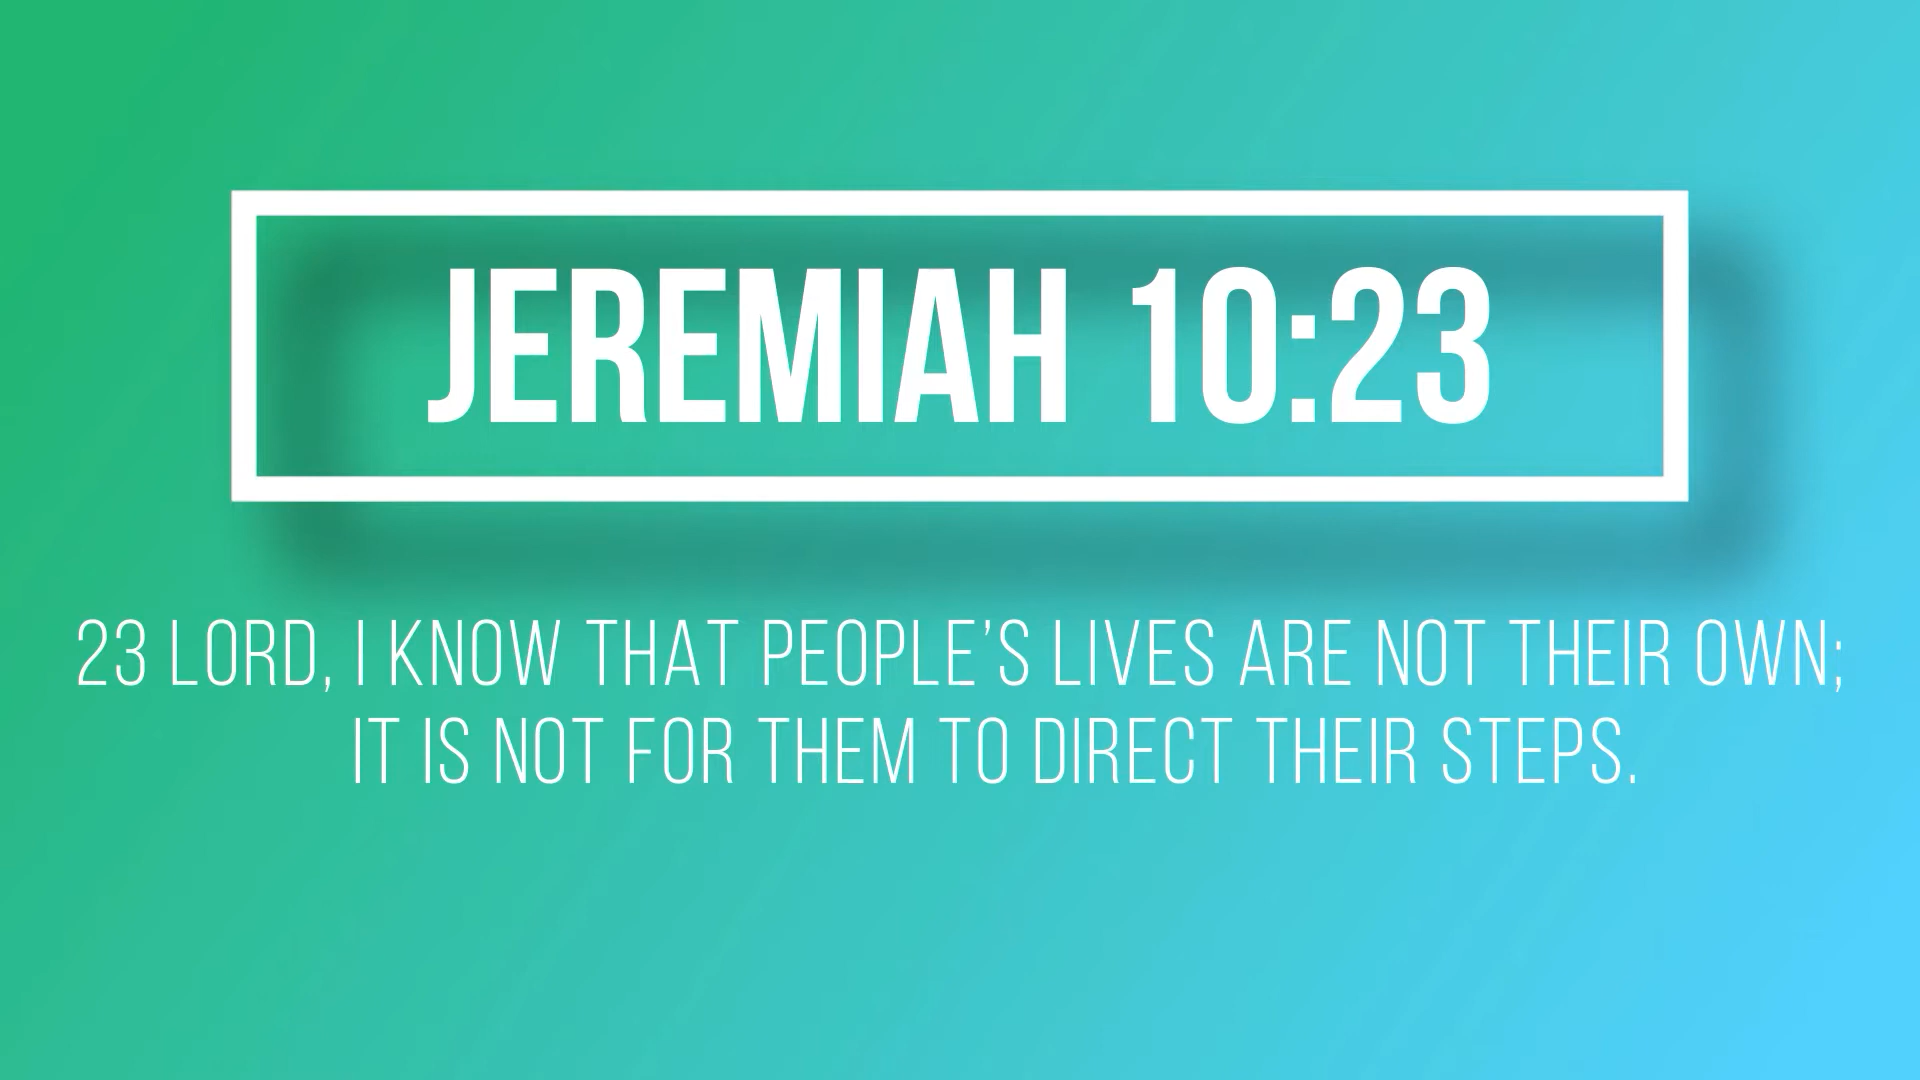 JEREMIAH 10:23
23 LORD, I KNOW THAT PEOPLE’S LIVES ARE NOT THEIR OWN;
IT IS NOT FOR THEM TO DIRECT THEIR STEPS.